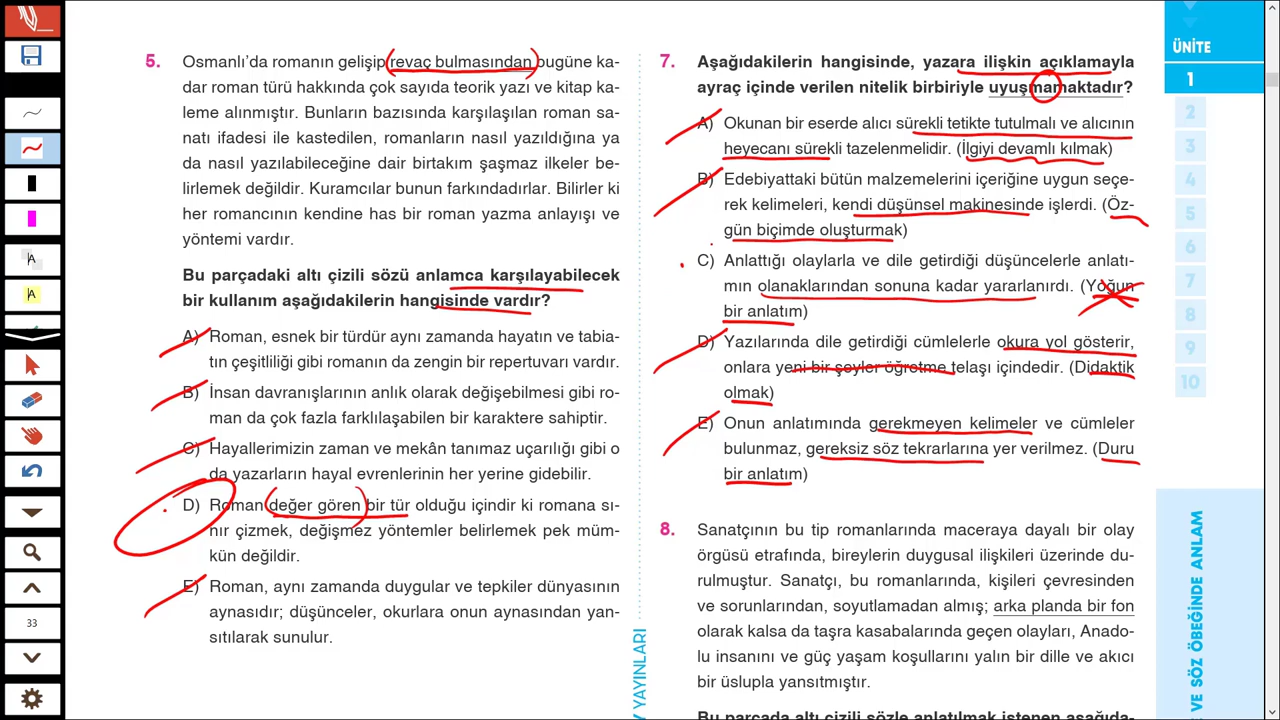 5. Osmanlı’da romanın gelişip revaç bulmasından bugüne ka-
dar roman türü hakkında çok sayıda teorik yazı ve kitap ka-
leme alınmıştır. Bunların bazısında karşılaşılan roman sa-
natı ifadesi ile kastedilen, romanların nasıl yazıldığına ya
da nasıl yazılabileceğine dair birtakım şaşmaz ilkeler be-
lirlemek değildir. Kuramcılar bunun farkındadırlar. Bilirler ki
her romancının kendine has bir roman yazma anlayışı ve
yöntemi vardır.
Bu parçadaki altı çizili sözü anlamca karşılayabilecek
bir kullanım aşağıdakilerin hangisinde vardır?
A) Roman, esnek bir türdür aynı zamanda hayatın ve tabia-
tın çeşitliliği gibi romanın da zengin bir repertuvarı vardır.
B) İnsan davranışlarının anlık olarak değişebilmesi gibi ro-
man da çok fazla farklılaşabilen bir karaktere sahiptir.
C) Hayallerimizin zaman ve mekân tanımaz uçarılığı gibi o
da yazarların hayal evrenlerinin her yerine gidebilir.
D) Roman değer gören bir tür olduğu içindir ki romana sı-
nır çizmek, değişmez yöntemler belirlemek pek müm-
kün değildir.
E) Roman, aynı zamanda duygular ve tepkiler dünyasının
aynasıdır; düşünceler, okurlara onun aynasından yan-
sıtılarak sunulur.
7. Aşağıdakilerin hangisinde, yazara ilişkin açıklamayla
ayraç içinde verilen nitelik birbiriyle uyuşmamaktadır?
A) Okunan bir eserde alıcı sürekli tetikte tutulmalı ve alıcının
heyecanı sürekli tazelenmelidir. (İlgiyi devamlı kılmak)
B) Edebiyattaki bütün malzemelerini içeriğine uygun seçe-
rek kelimeleri, kendi düşünsel makinesinde işlerdi. (Öz-
gün biçimde oluşturmak)
C) Anlattığı olaylarla ve dile getirdiği düşüncelerle anlatı-
mın olanaklarından sonuna kadar yararlanırdı. (Yoğun
bir anlatım)
D) Yazılarında dile getirdiği cümlelerle okura yol gösterir,
onlara yeni bir şeyler öğretme telaşı içindedir. (Didaktik
olmak)
E) Onun anlatımında gerekmeyen kelimeler ve cümleler
bulunmaz, gereksiz söz tekrarlarına yer verilmez. (Duru
bir anlatım)
8. Sanatçının bu tip romanlarında maceraya dayalı bir olay
örgüsü etrafında, bireylerin duygusal ilişkileri üzerinde du-
rulmuştur. Sanatçı, bu romanlarında, kişileri çevresinden
ve sorunlarından, soyutlamadan almış; arka planda bir fon
olarak kalsa da taşra kasabalarında geçen olayları, Anado-
lu insanını ve güç yaşam koşullarını yalın bir dille ve akıcı
bir üslupla yansıtmıştır.
Bu parçada altı çizili sözle anlatılmak istenen aşağıda-
ÜNİTE
1
2
3
4
5
6
7
8
9
10
VE SÖZ ÖBEĞİNDE ANLAM
YAYINLARI
A
A
33